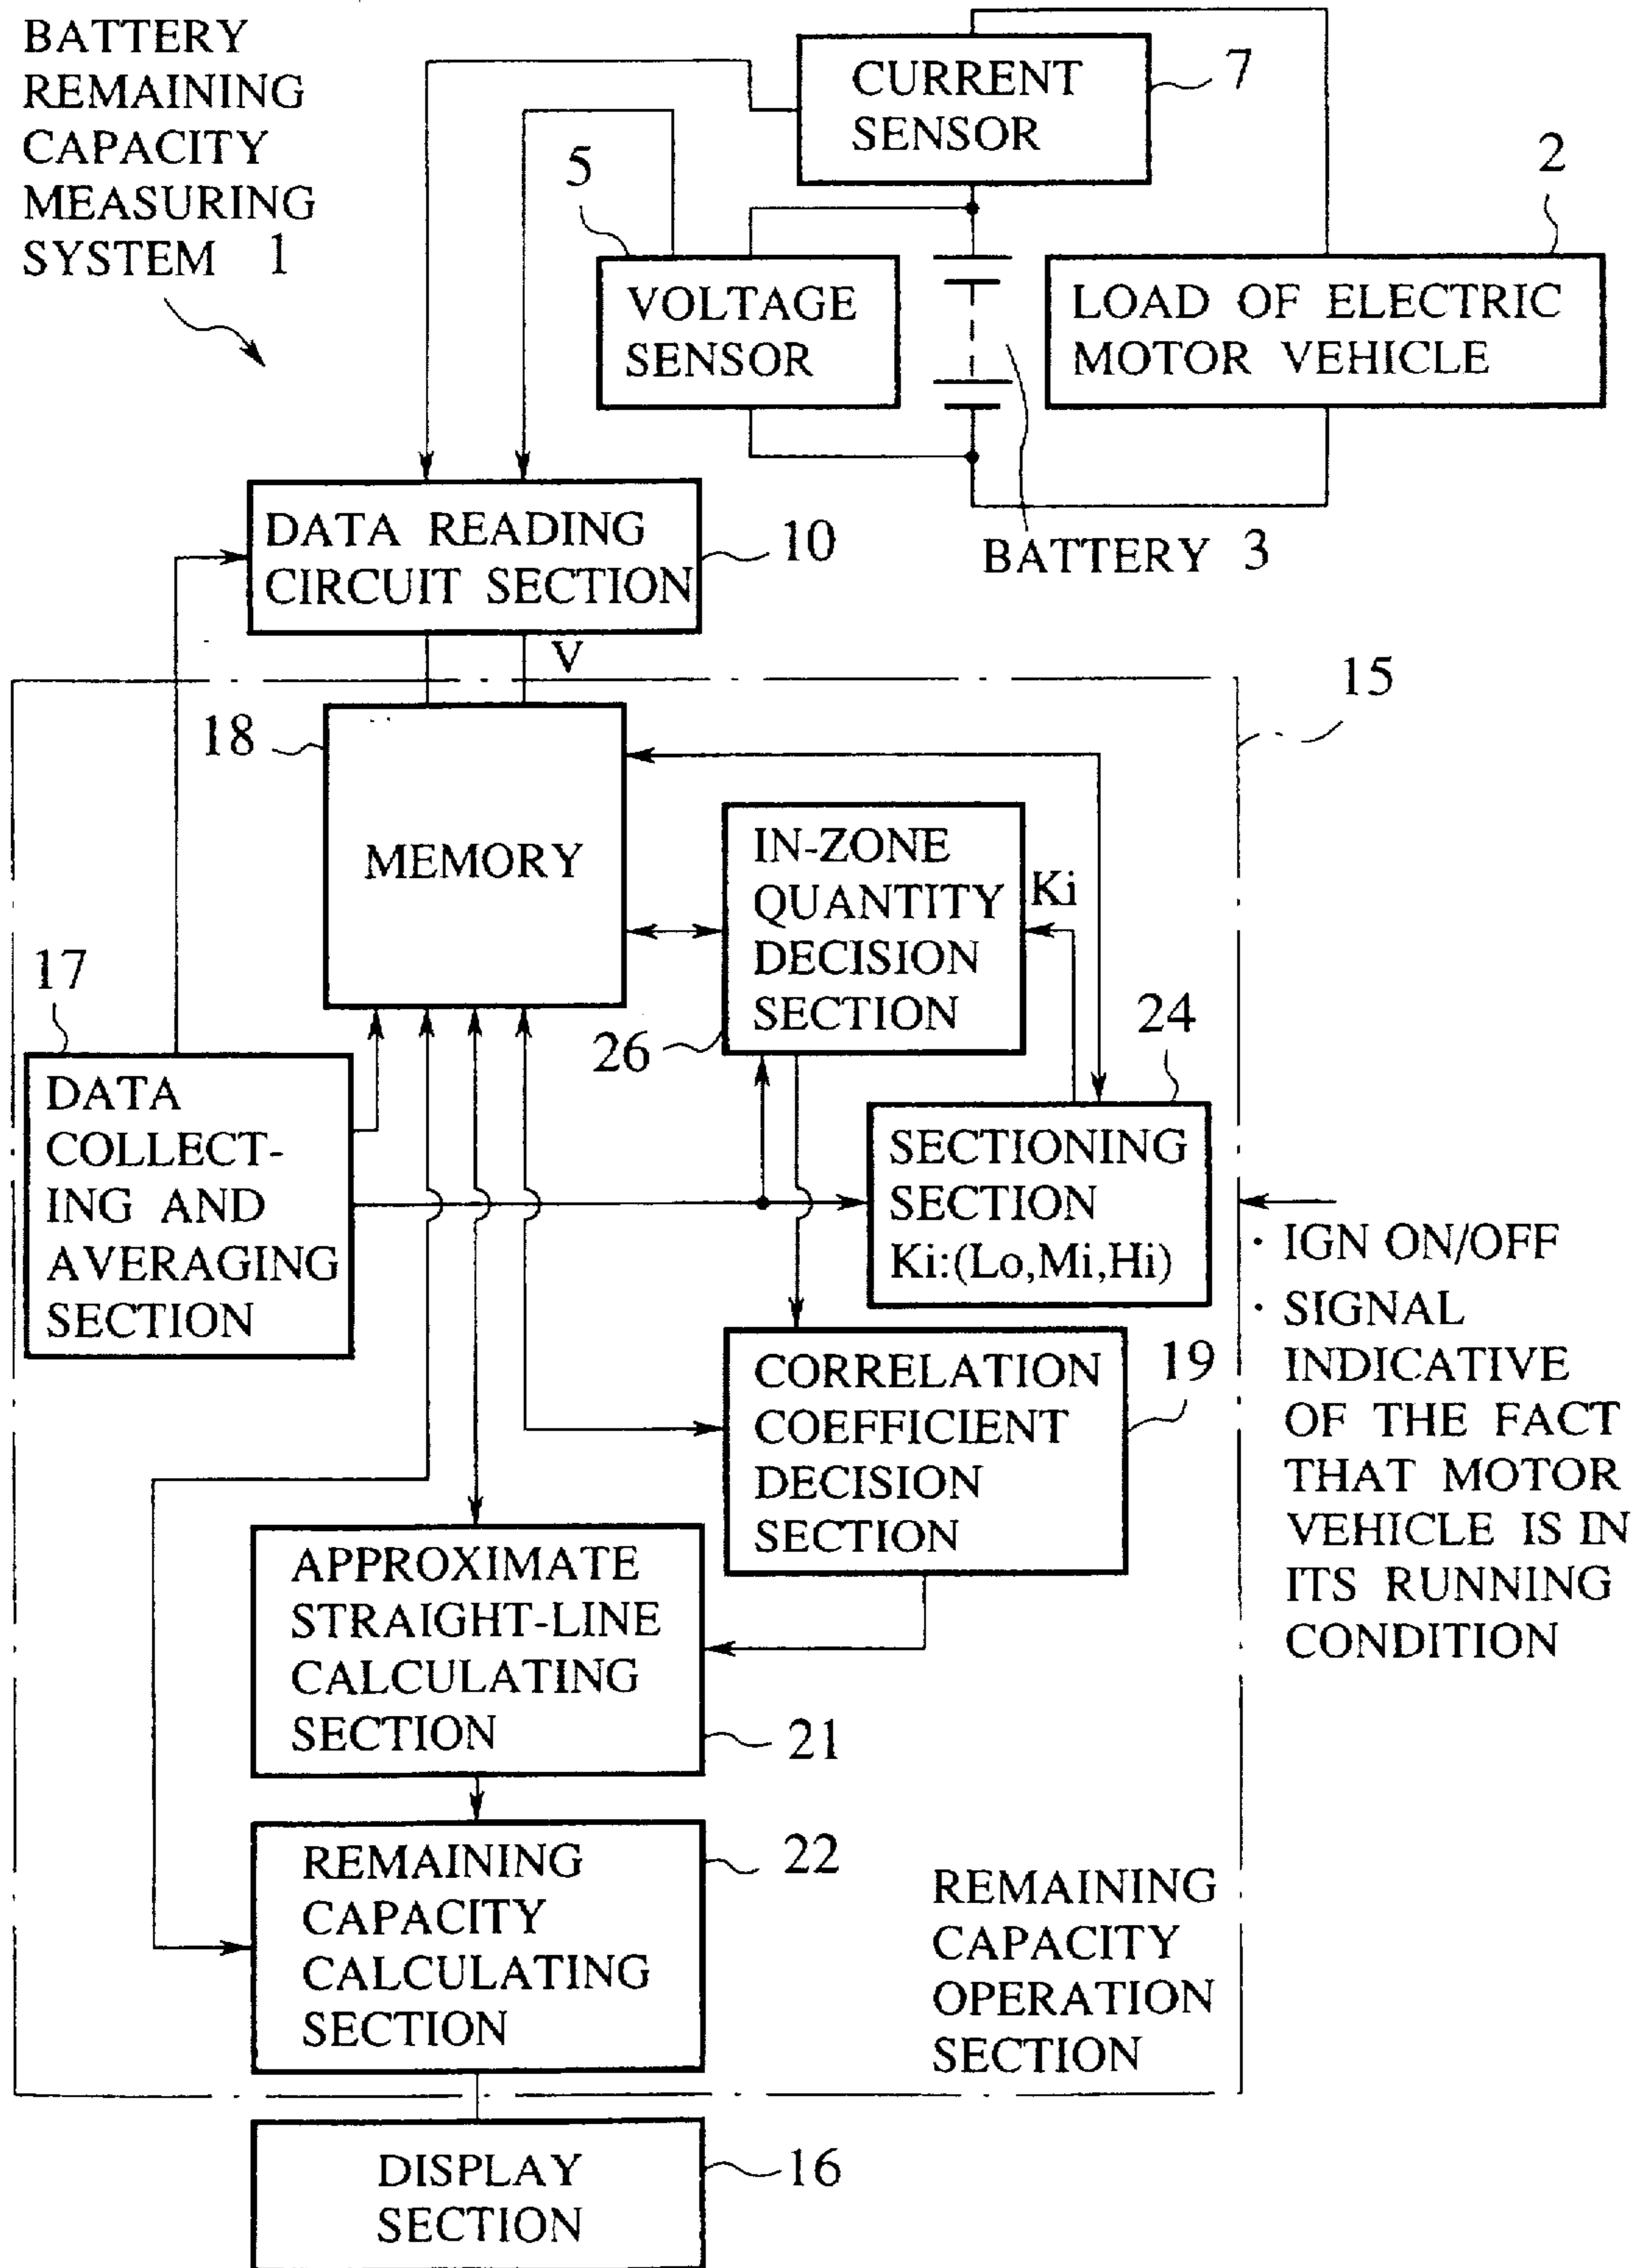 BATTERY
REMAINING
CAPACITY
MEASURING
SYSTEM 1
CURRENT
SENSOR
7
5
2
VOLTAGE
SENSOR
LOAD OF ELECTRIC
MOTOR VEHICLE
BATTERY 3
DATA READING
CIRCUIT SECTION
10
V
15
18
MEMORY
IN-ZONE
QUANTITY
DECISION
SECTION
Ki
17
26
24
DATA
COLLECT-
ING AND
AVERAGING
SECTION
SECTIONING
SECTION
Ki:(Lo,Mi,Hi)
· IGN ON/OFF
· SIGNAL
INDICATIVE
OF THE FACT
THAT MOTOR
VEHICLE IS IN
ITS RUNNING
CONDITION
CORRELATION
COEFFICIENT
DECISION
SECTION
19
APPROXIMATE
STRAIGHT-LINE
CALCULATING
SECTION
21
REMAINING
CAPACITY
CALCULATING
SECTION
22
REMAINING
CAPACITY
OPERATION
SECTION
DISPLAY
SECTION
16